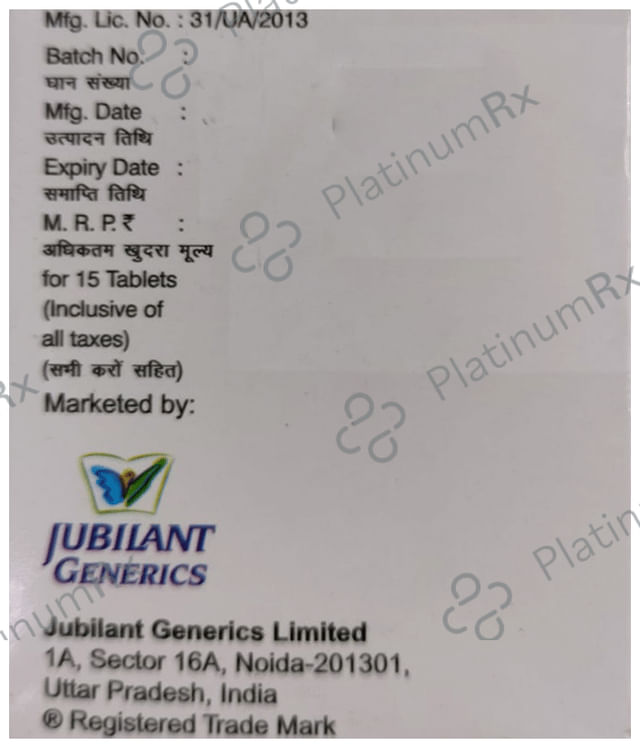 Mfg. Lic. No. : 31/UA/2013
Batch No. :
घान संख्या
Mfg. Date :
उत्पादन तिथि
Expiry Date :
समाप्ति तिथि
M. R. P. ₹ :
अधिकतम खुदरा मूल्य
for 15 Tablets
(Inclusive of
all taxes)
(सभी करों सहित)
Marketed by:
JUBILANT
GENERICS
Jubilant Generics Limited
1A, Sector 16A, Noida-201301,
Uttar Pradesh, India
® Registered Trade Mark
PlatinumRx
PlatinumRx